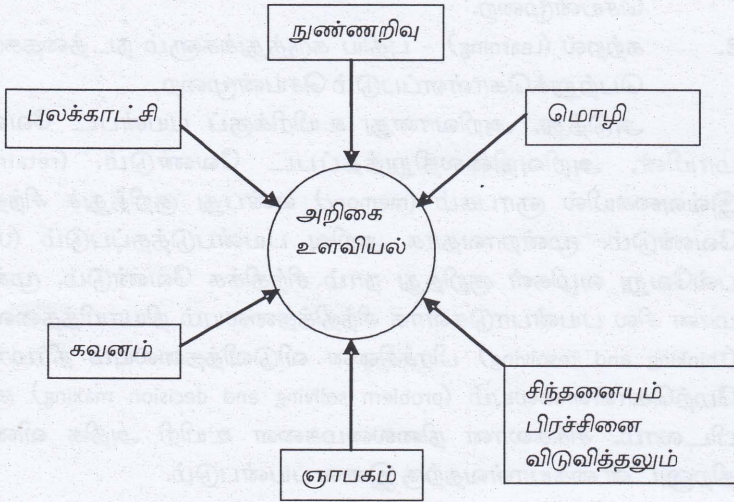 நுண்ணறிவு
புலக்காட்சி
மொழி
அறிகை
உளவியல்
கவனம்
சிந்தனையும்
பிரச்சினை
விடுவித்தலும்
ஞாபகம்